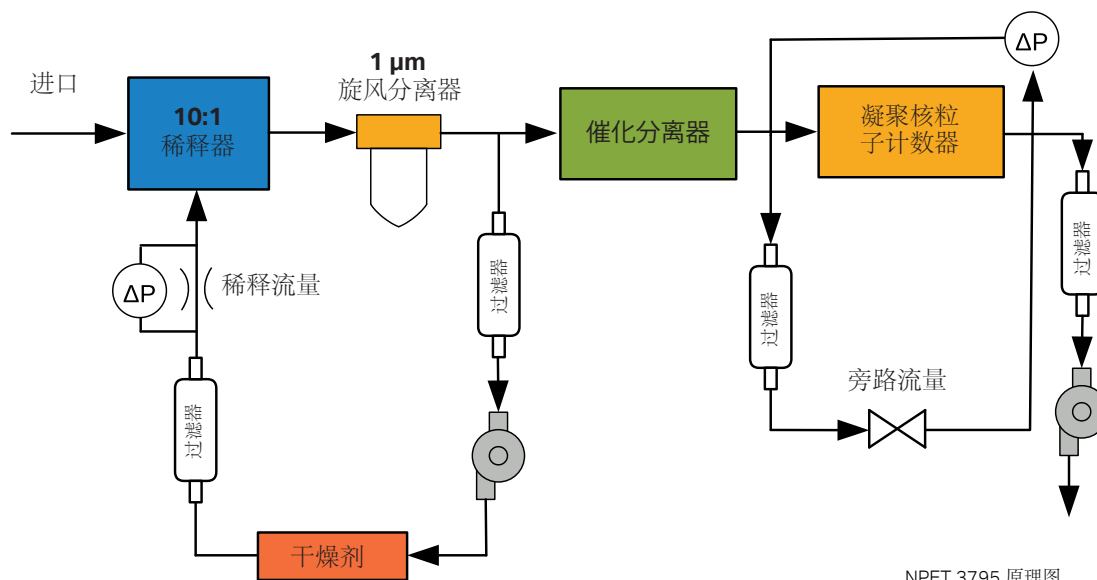 进口
10:1
稀释器
1 µm
旋风分离器
催化分离器
凝聚核粒
子计数器
ΔP
ΔP
稀释流量
过滤器
过滤器
过滤器
过滤器
旁路流量
干燥剂
NPET 3795 原理图